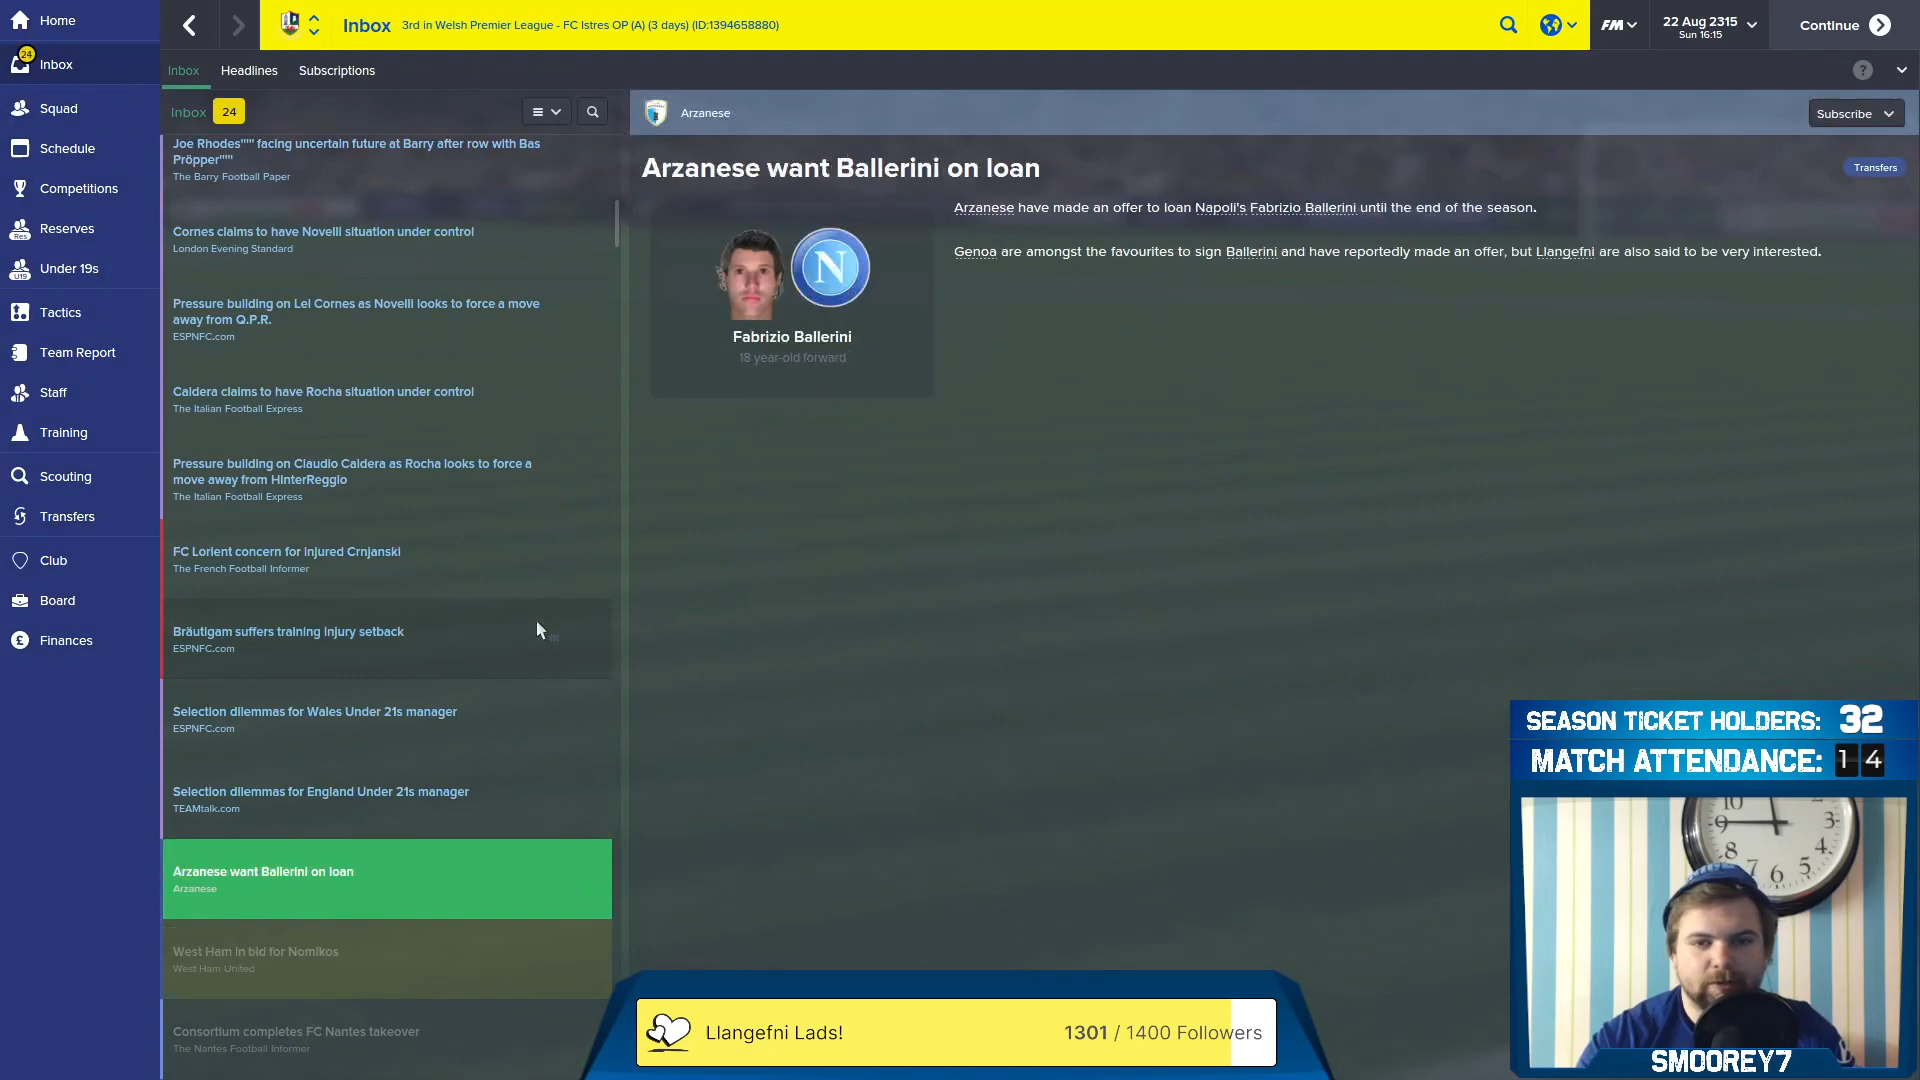 Home
Inbox
3rd in Welsh Premier League - FC Istres OP (A) (3 days) (ID:1394658880)
FM
22 Aug 2315
Sun 16:15
Continue
24
Inbox
Squad
Schedule
Competitions
Res
Reserves
U19
Under 19s
Tactics
Team Report
Staff
Training
Scouting
Transfers
Club
Board
£
Finances
Inbox
Headlines
Subscriptions
?
Inbox
24
Joe Rhodes"""" facing uncertain future at Barry after row with Bas
Pröpper""""
The Barry Football Paper
Cornes claims to have Novelli situation under control
London Evening Standard
Pressure building on Lel Cornes as Novelli looks to force a move
away from Q.P.R.
ESPNFC.com
Caldera claims to have Rocha situation under control
The Italian Football Express
Pressure building on Claudio Caldera as Rocha looks to force a
move away from HinterReggio
The Italian Football Express
FC Lorient concern for injured Crnjanski
The French Football Informer
Bräutigam suffers training injury setback
ESPNFC.com
Selection dilemmas for Wales Under 21s manager
ESPNFC.com
Selection dilemmas for England Under 21s manager
TEAMtalk.com
Arzanese want Ballerini on loan
Arzanese
West Ham in bid for Nomikos
West Ham United
Consortium completes FC Nantes takeover
The Nantes Football Informer
Arzanese
Subscribe
Arzanese want Ballerini on loan
Transfers
Arzanese have made an offer to loan Napoli's Fabrizio Ballerini until the end of the season.
Genoa are amongst the favourites to sign Ballerini and have reportedly made an offer, but Llangefni are also said to be very interested.
N
Fabrizio Ballerini
18 year-old forward
SEASON TICKET HOLDERS: 32
MATCH ATTENDANCE: 14
10
9
8
7
6
5
4
3
Llangefni Lads!
1301 / 1400 Followers
SMOOREY7